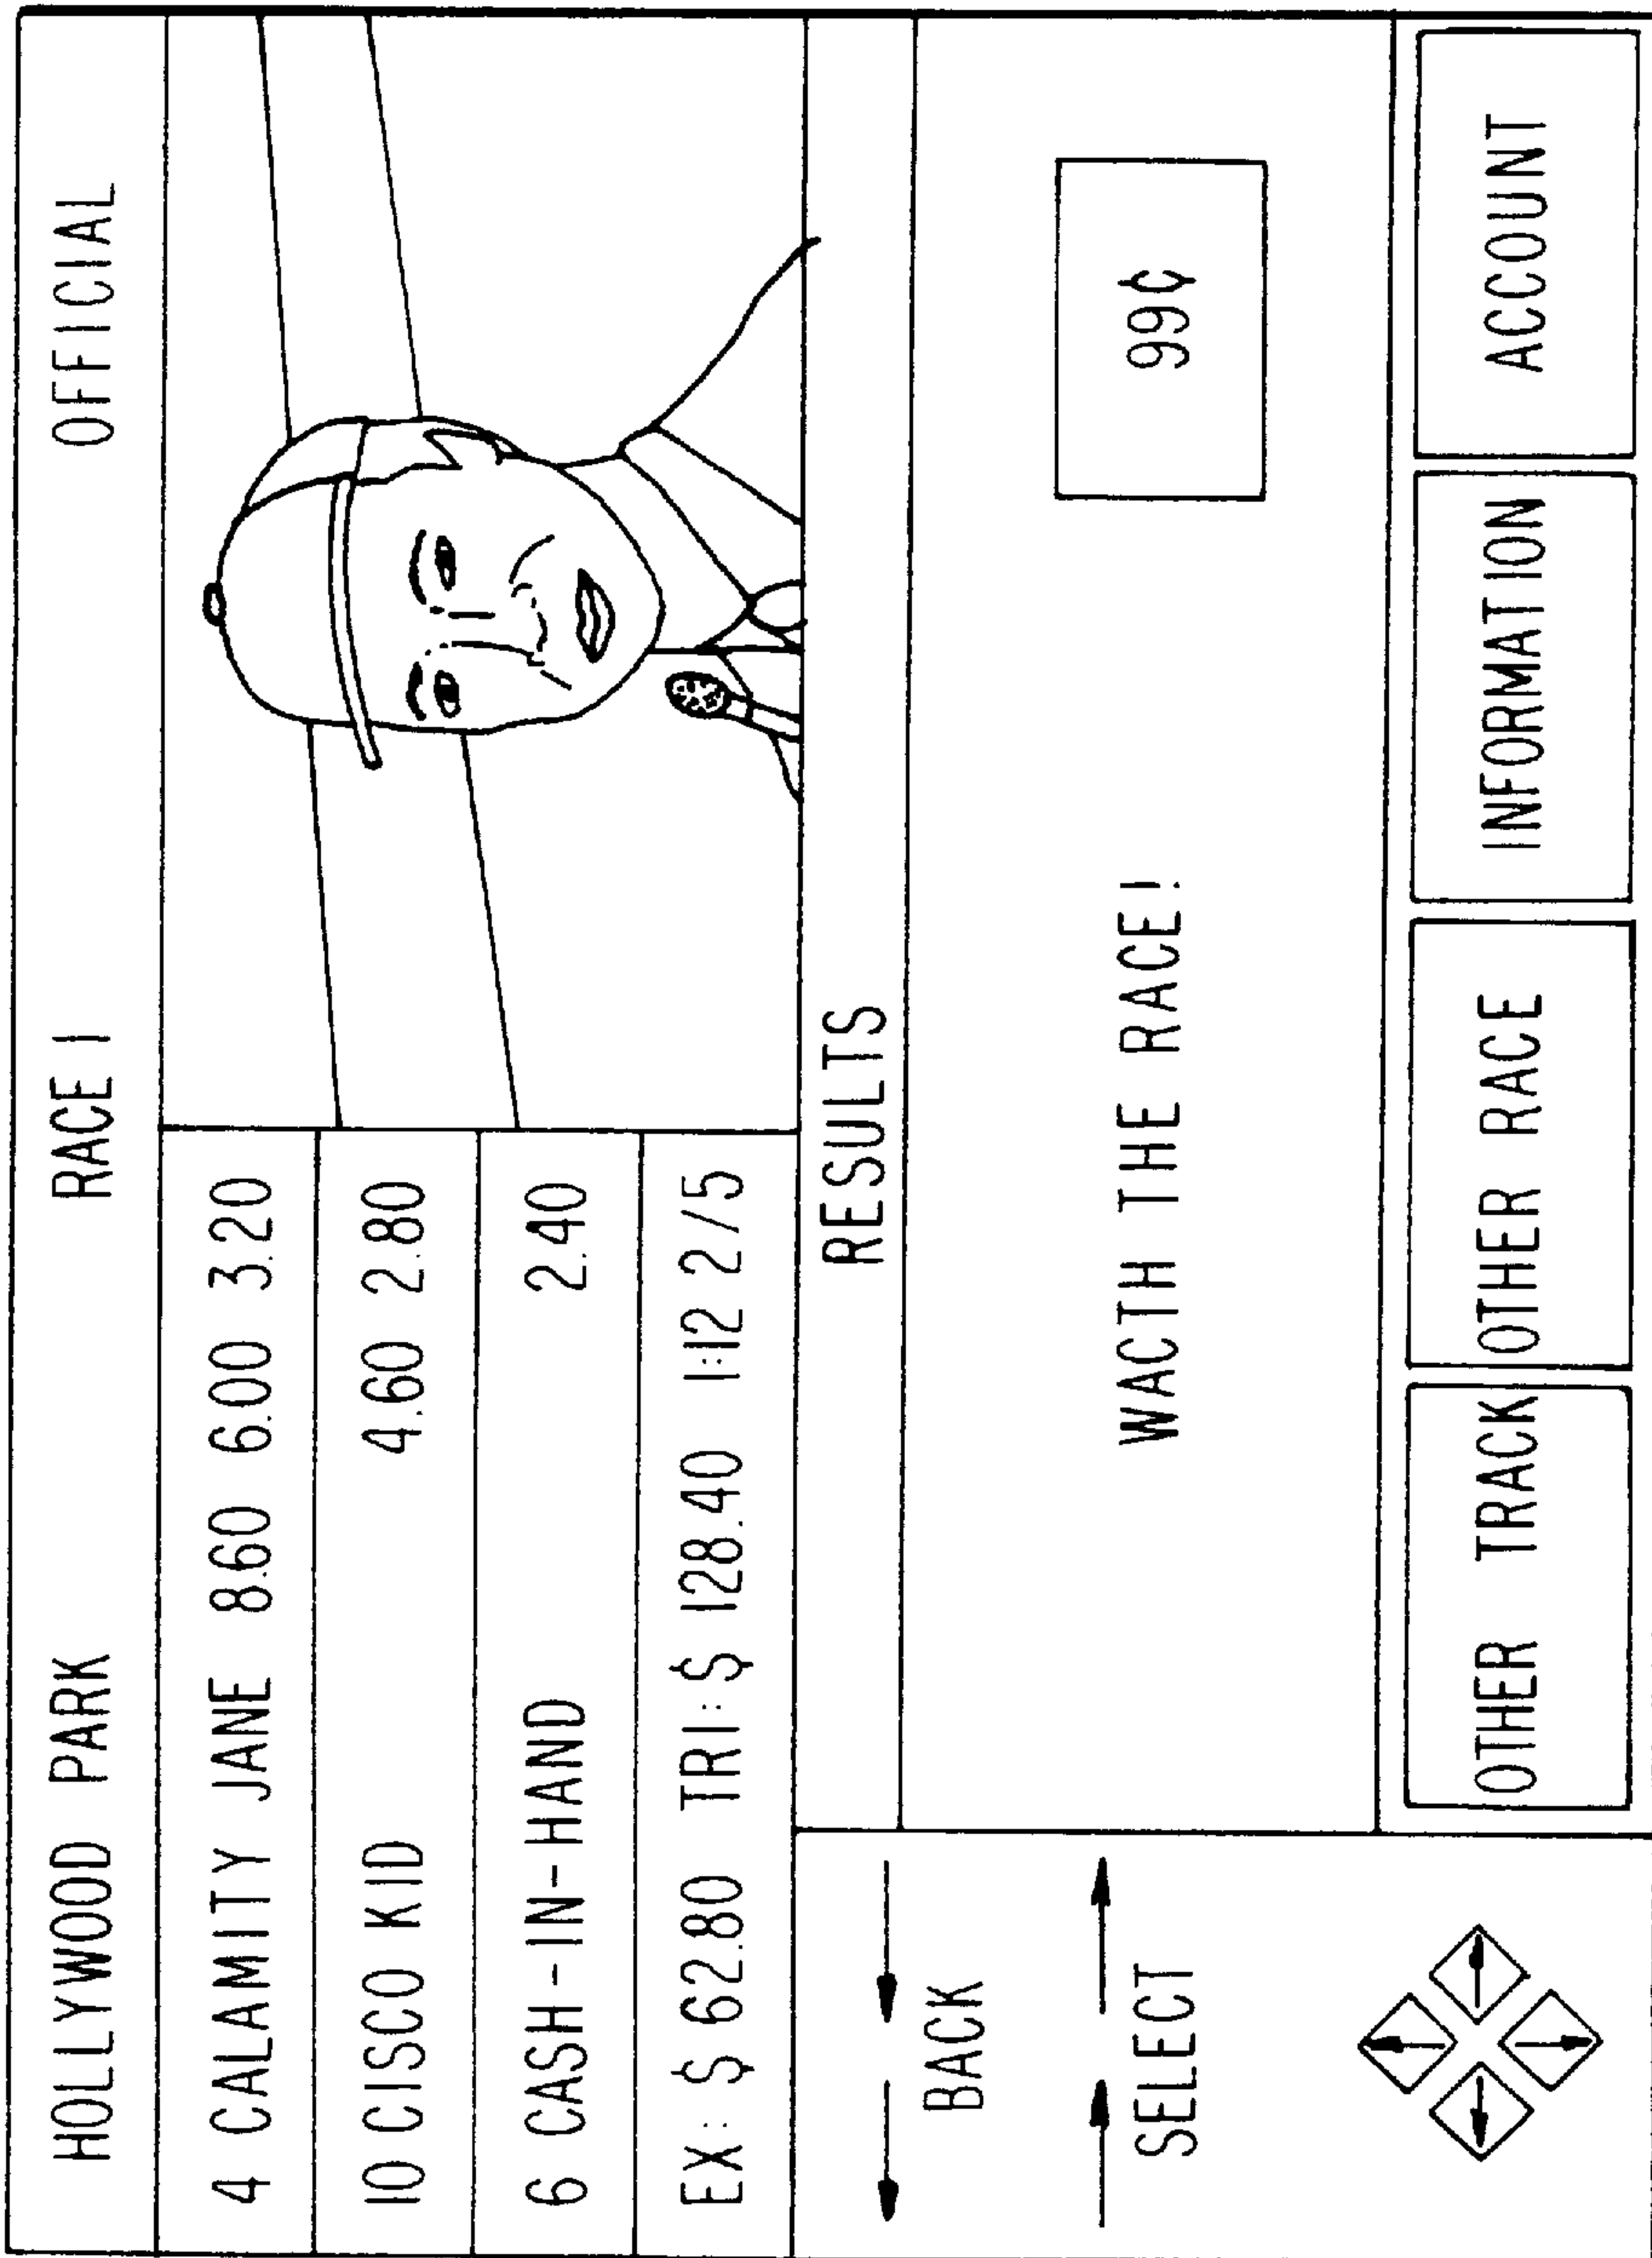 HOLLYWOOD PARK RACE 1 OFFICIAL
4 CALAMITY JANE 8.60 6.00 3.20
10 CISCO KID 4.60 2.80
6 CASH-IN-HAND 2.40
EX: $ 62.80 TRI: $ 128.40 1:12 2/5
RESULTS
BACK
SELECT
WACTH THE RACE!
99¢
OTHER TRACK
OTHER RACE
INFORMATION
ACCOUNT